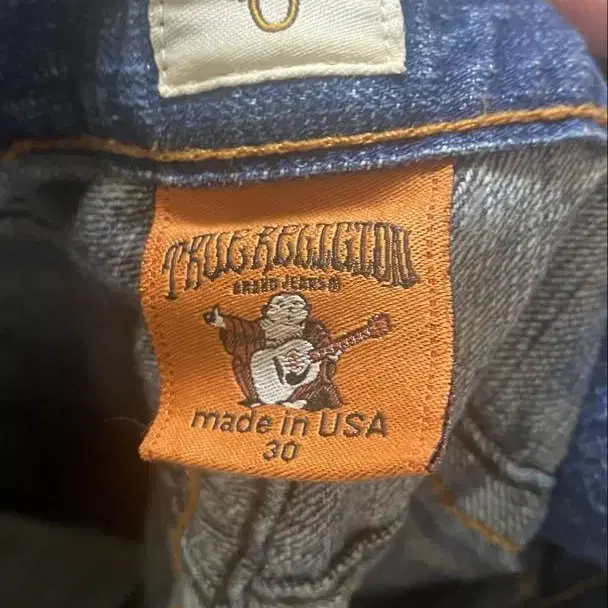 TRUE RELIGION
BRAND JEANS®
made in USA
30